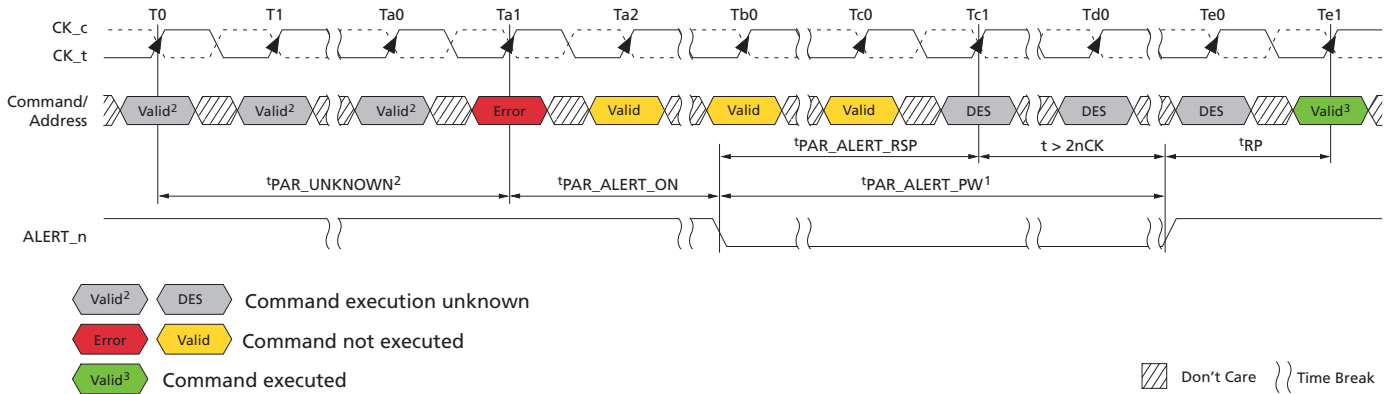 T0 T1 Ta0 Ta1 Ta2 Tb0 Tc0 Tc1 Td0 Te0 Te1
CK_c
CK_t
Command/
Address
Valid² Valid² Valid² Error Valid Valid Valid DES DES DES Valid³
tPAR_ALERT_RSP t > 2nCK tRP
tPAR_UNKNOWN² tPAR_ALERT_ON tPAR_ALERT_PW¹
ALERT_n
Valid² DES Command execution unknown
Error Valid Command not executed
Valid³ Command executed
Don't Care Time Break